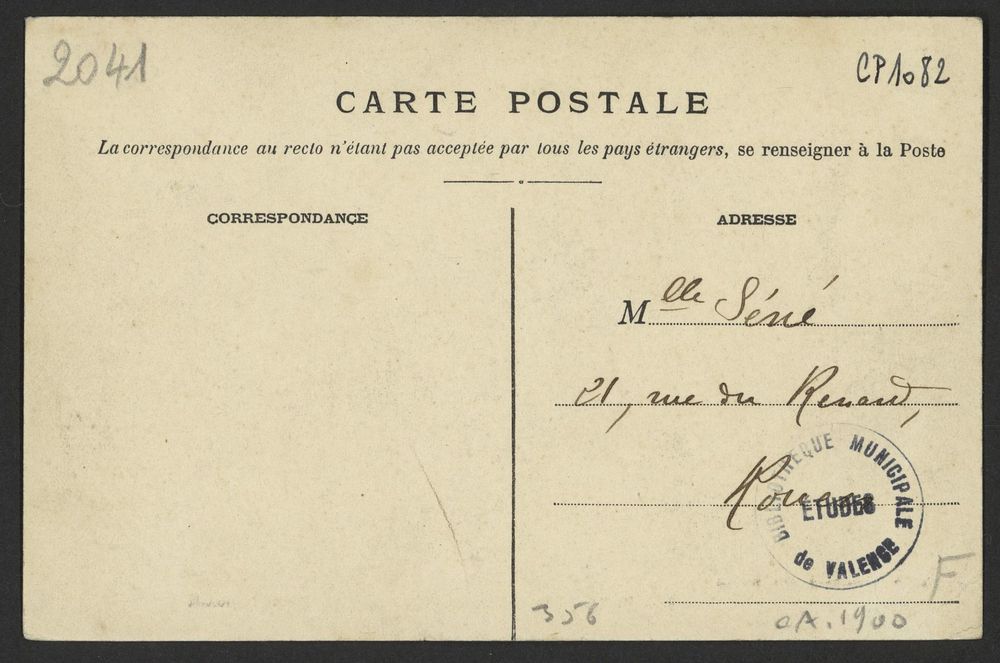 2041
CP1082
CARTE POSTALE
La correspondance au recto n'étant pas acceptée par tous les pays étrangers, se renseigner à la Poste
CORRESPONDANCE
ADRESSE
Mlle Séné
21, rue du Renard,
Rouen
BIBLIOTHÈQUE MUNICIPALE
ETUDES
de VALENCE
F
356
CA. 1900